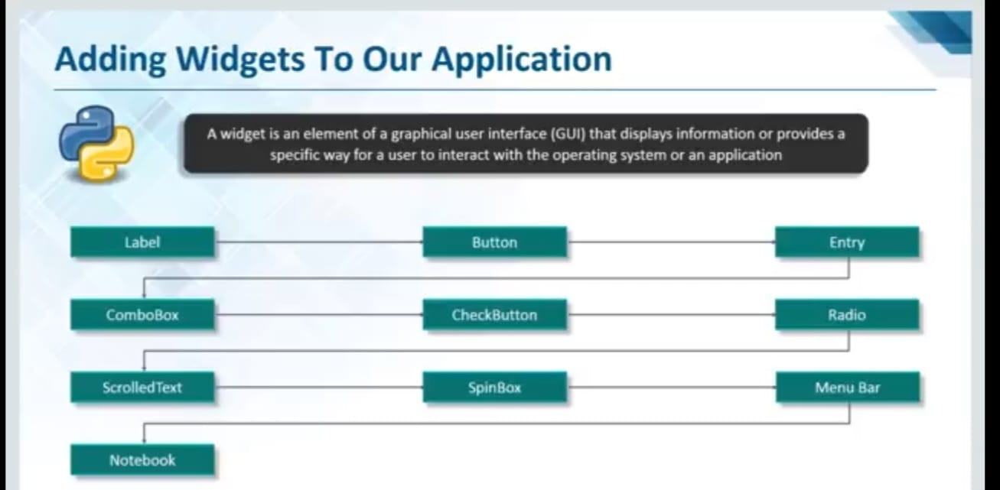 Adding Widgets To Our Application
A widget is an element of a graphical user interface (GUI) that displays information or provides a
specific way for a user to interact with the operating system or an application
Label
Button
Entry
ComboBox
CheckButton
Radio
ScrolledText
SpinBox
Menu Bar
Notebook